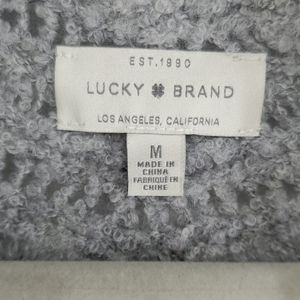 EST. 1990
LUCKY BRAND
LOS ANGELES, CALIFORNIA
M
MADE IN
CHINA
FABRIQUÉ EN
CHINE